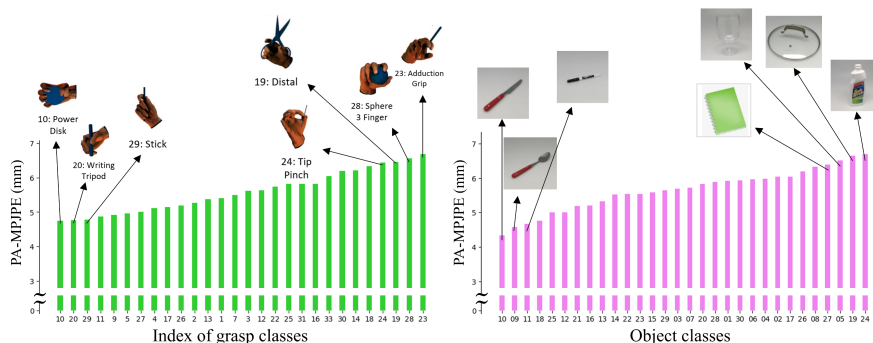 19: Distal
23: Adduction
Grip
10: Power
Disk
28: Sphere
3 Finger
20: Writing
Tripod
29: Stick
24: Tip
Pinch
PA-MPJPE (mm)
7
6
5
4
3
≈
0
10 20 29 11 9 5 27 4 17 26 2 13 1 7 3 12 22 25 31 16 33 30 14 18 24 19 28 23
Index of grasp classes
PA-MPJPE (mm)
7
6
5
4
3
≈
0
10 09 11 18 25 12 21 16 13 14 22 23 15 29 03 07 20 28 01 30 06 04 02 17 26 08 27 05 19 24
Object classes